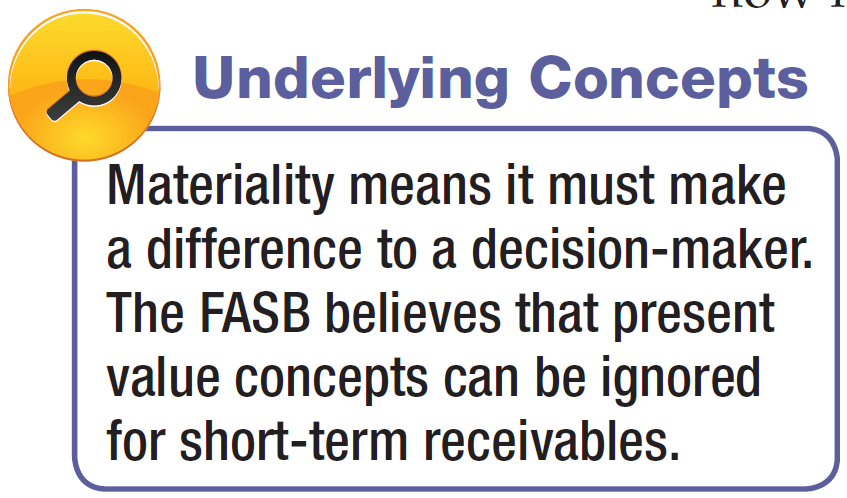 Underlying Concepts
Materiality means it must make
a difference to a decision-maker.
The FASB believes that present
value concepts can be ignored
for short-term receivables.